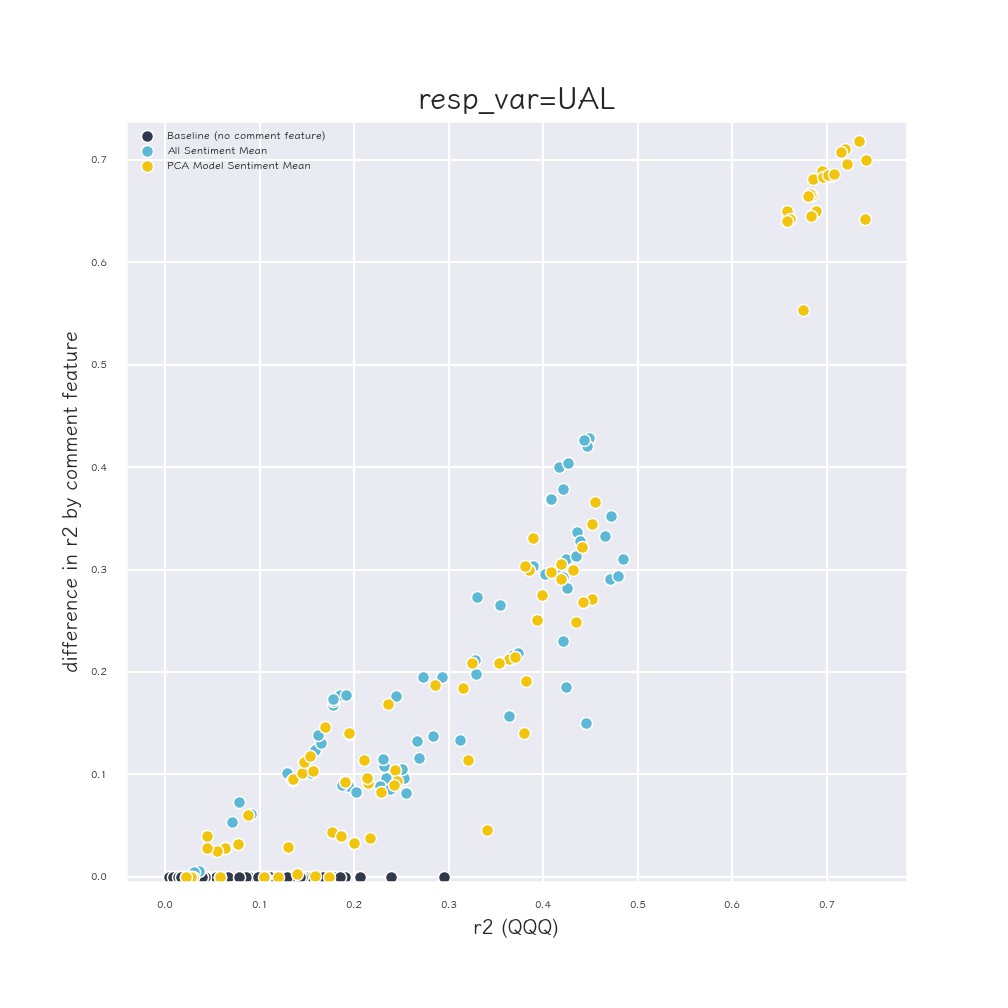 resp_var=UAL
Baseline (no comment feature)
All Sentiment Mean
PCA Model Sentiment Mean
difference in r2 by comment feature
0.7
0.6
0.5
0.4
0.3
0.2
0.1
0.0
0.0 0.1 0.2 0.3 0.4 0.5 0.6 0.7
r2 (QQQ)